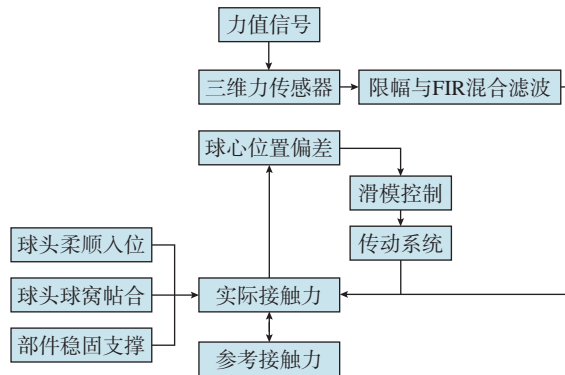 力值信号
三维力传感器
限幅与FIR混合滤波
球心位置偏差
滑模控制
传动系统
球头柔顺入位
球头球窝帖合
部件稳固支撑
实际接触力
参考接触力